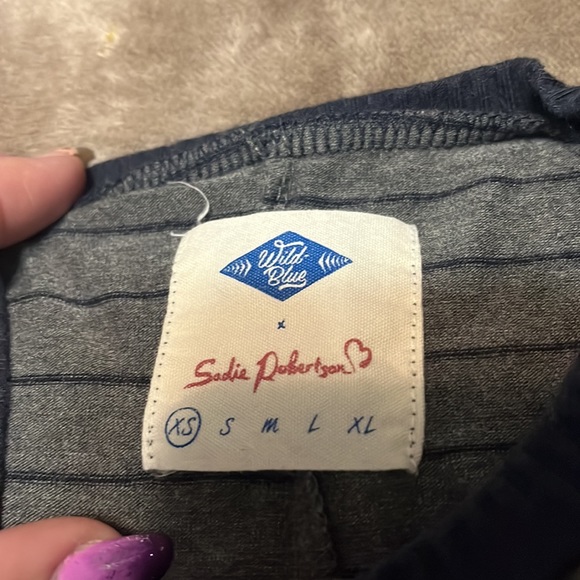 Wild-
Blue
x
Sadie Robertson
XS S M L XL